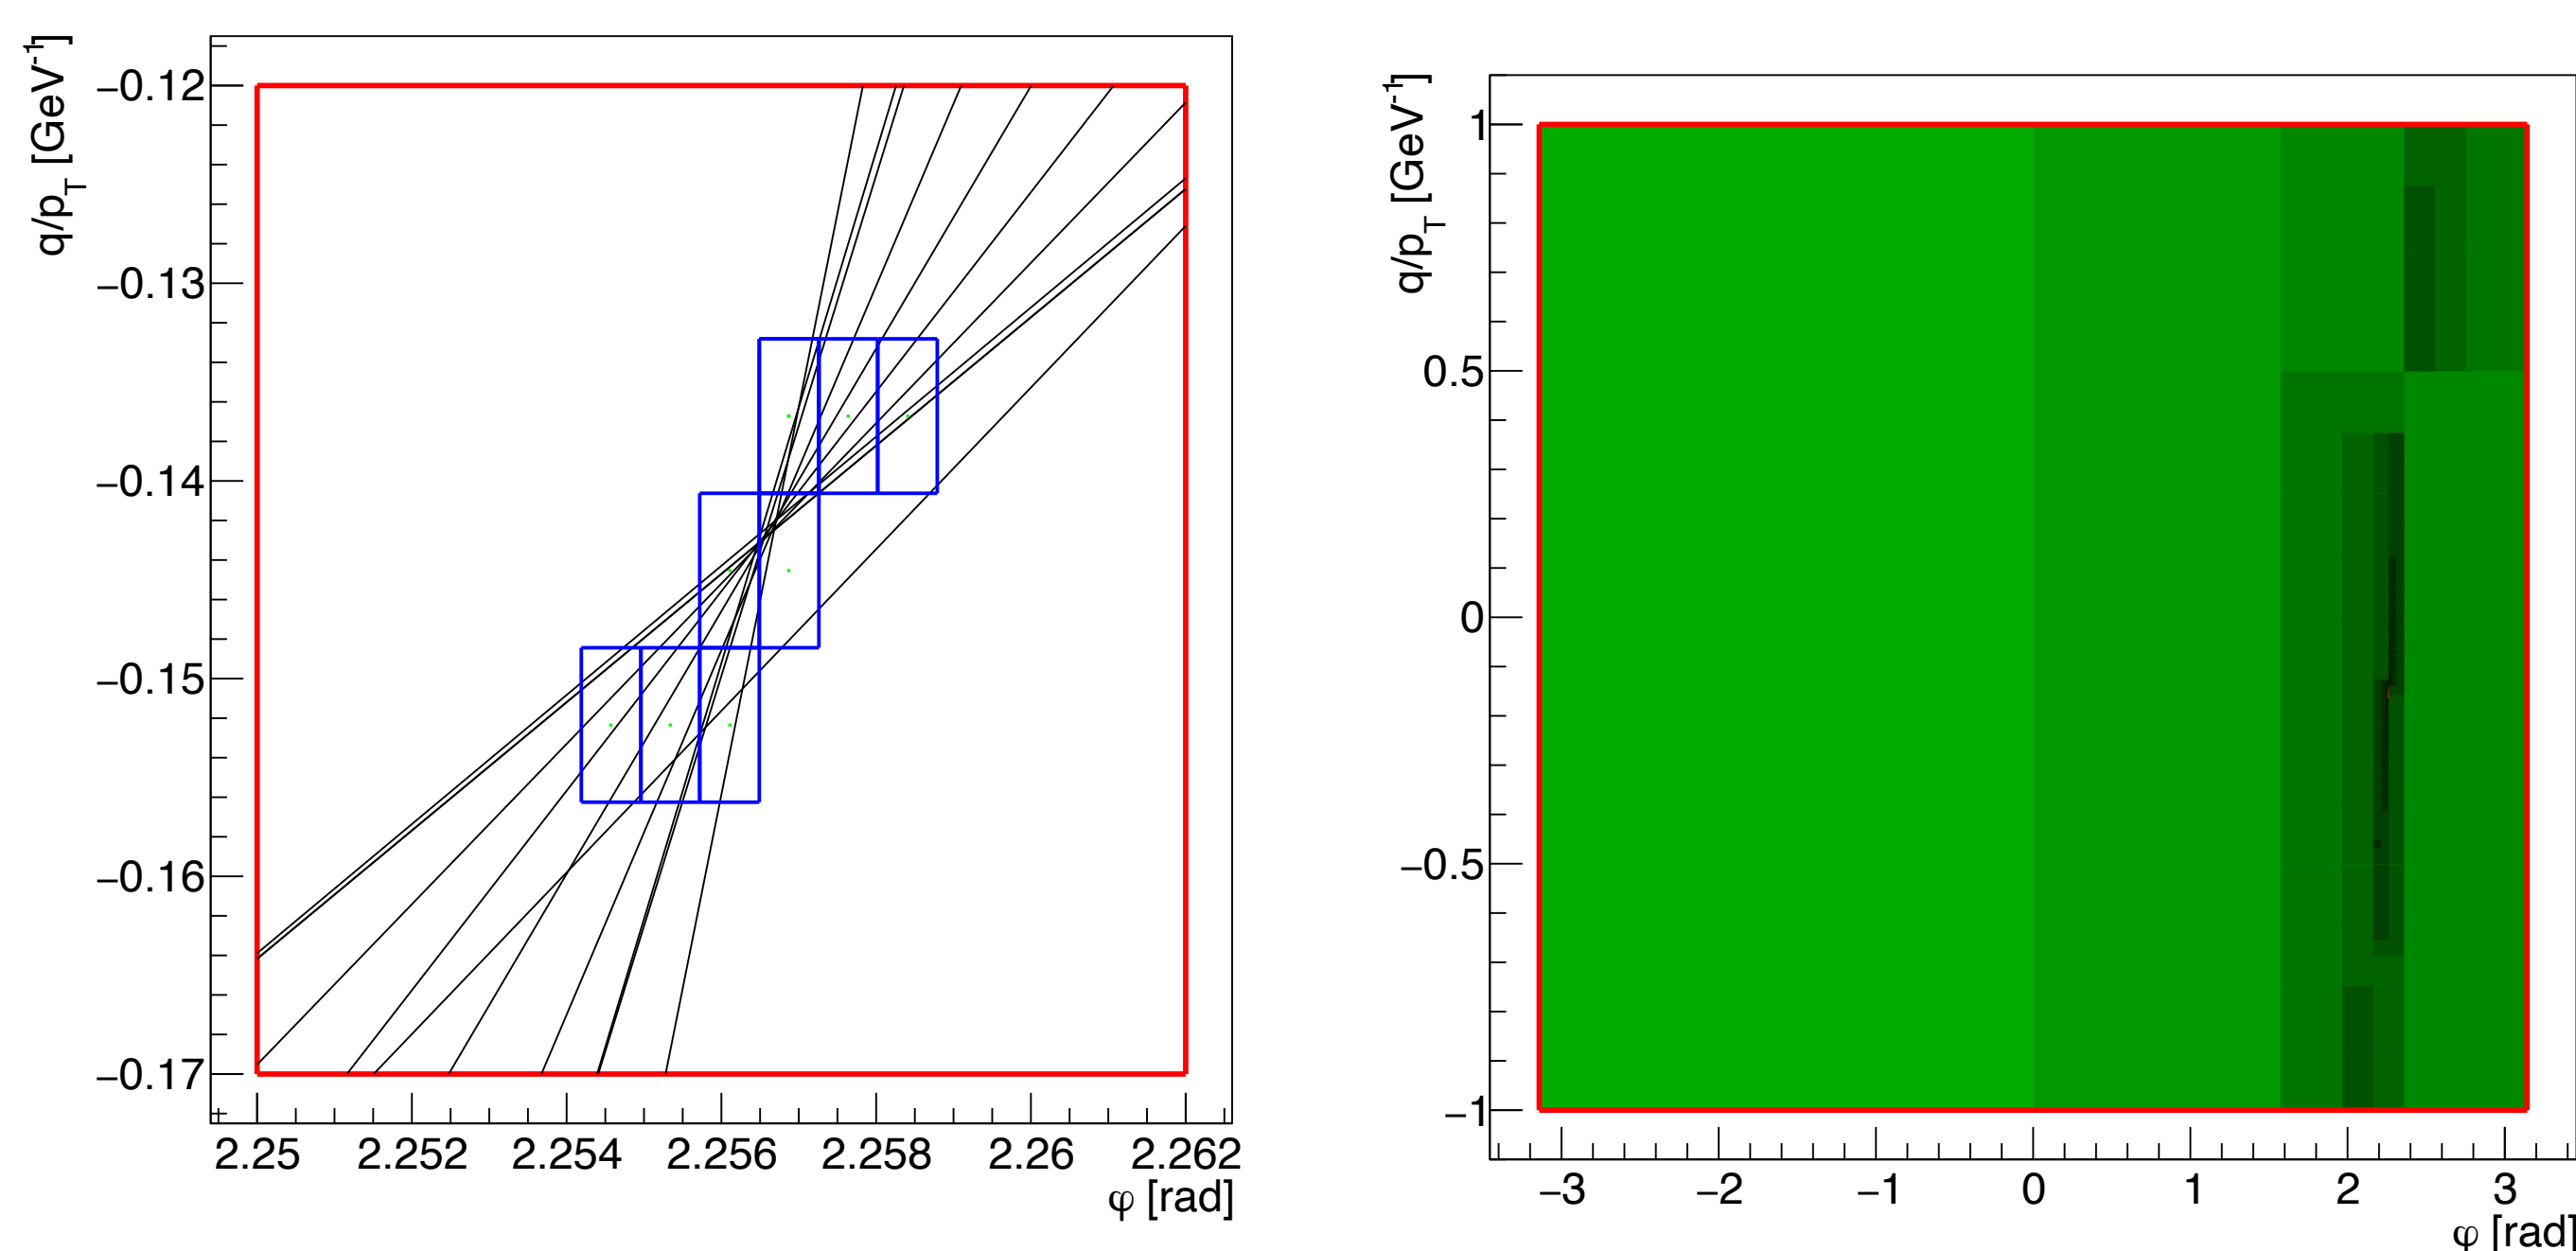 q/pT [GeV-1]
−0.12
−0.13
−0.14
−0.15
−0.16
−0.17
2.25 2.252 2.254 2.256 2.258 2.26 2.262
φ [rad]
q/pT [GeV-1]
1
0.5
0
−0.5
−1
−3 −2 −1 0 1 2 3
φ [rad]